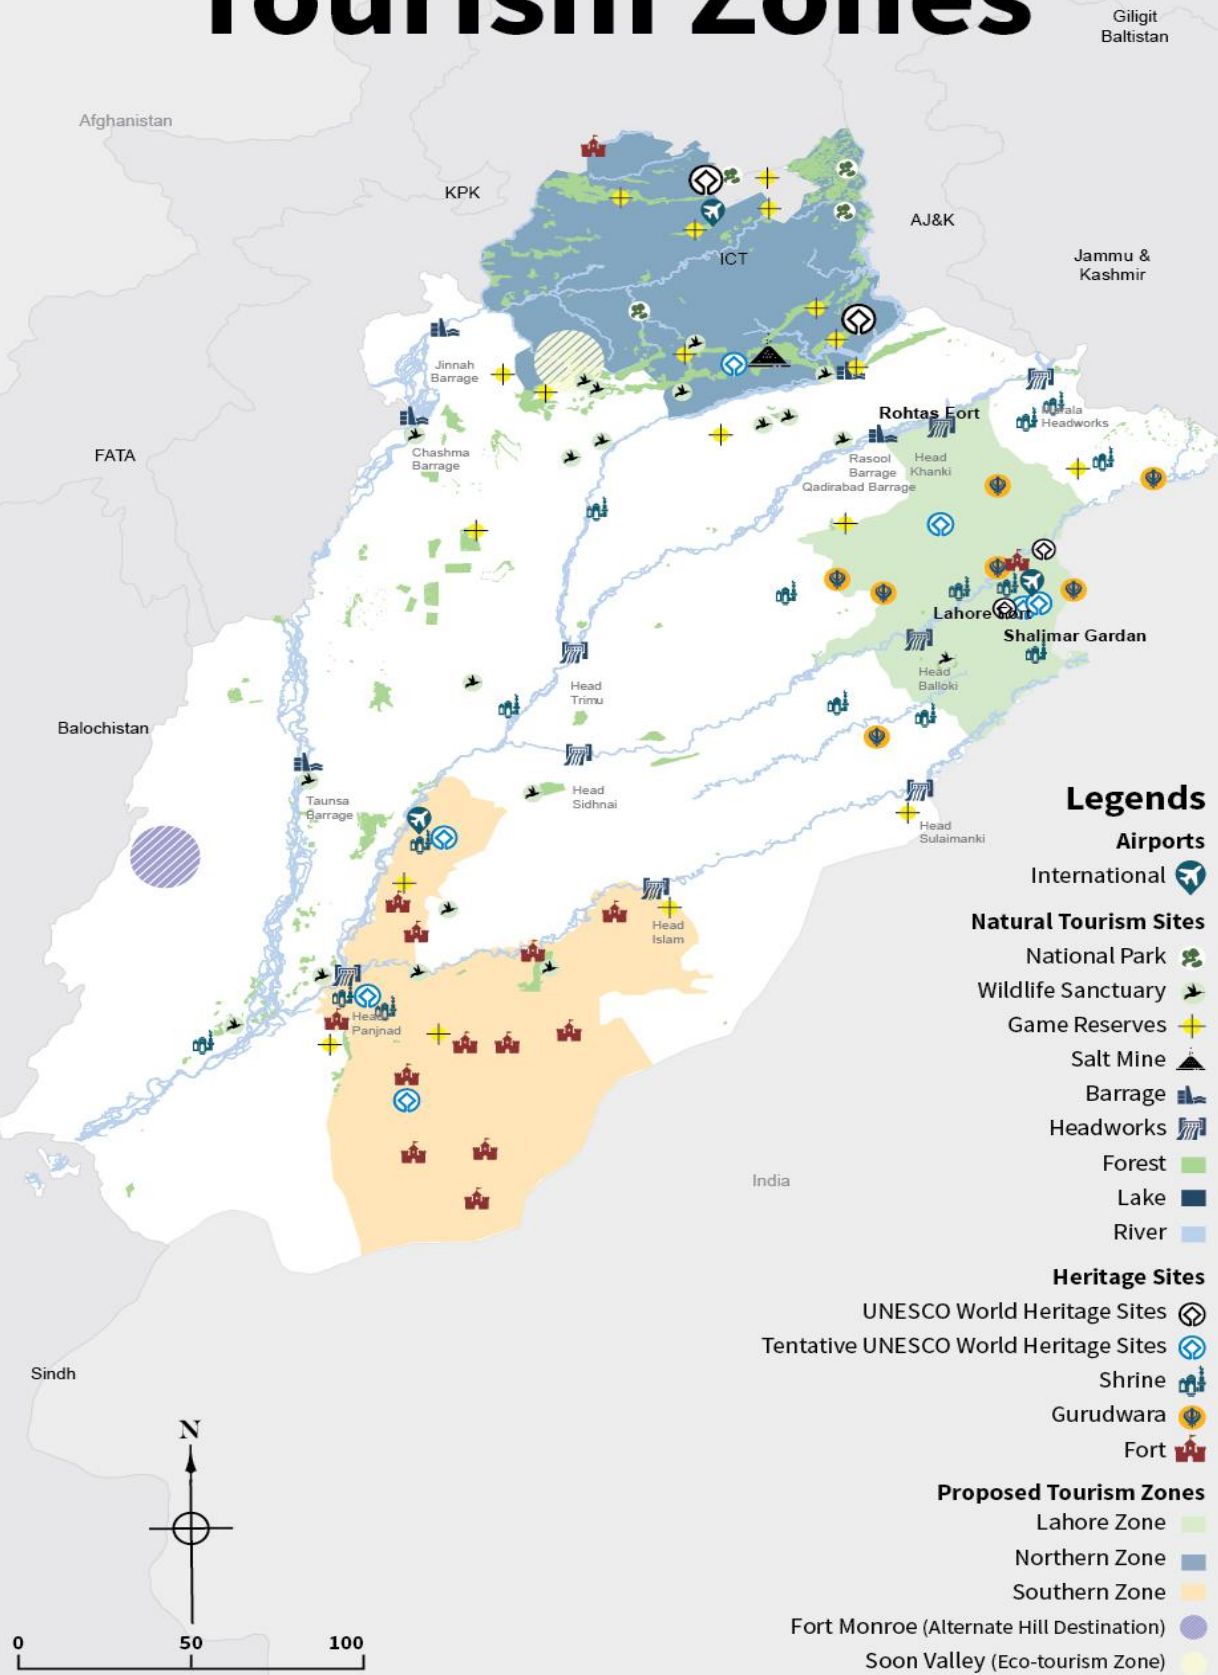 Tourism Zones
Giligit
Baltistan
Afghanistan
KPK
AJ&K
Jammu &
Kashmir
ICT
Jinnah
Barrage
Rohtas Fort
Marala
Headworks
Chashma
Barrage
FATA
Rasool
Barrage
Head
Khanki
Qadirabad Barrage
Lahore Fort
Shalimar Gardan
Head
Balloki
Head
Trimu
Balochistan
Head
Sidhnai
Taunsa
Barrage
Head
Sulaimanki
Head
Islam
Head
Panjnad
India
Sindh
N
0 50 100
Legends
Airports
International
Natural Tourism Sites
National Park
Wildlife Sanctuary
Game Reserves
Salt Mine
Barrage
Headworks
Forest
Lake
River
Heritage Sites
UNESCO World Heritage Sites
Tentative UNESCO World Heritage Sites
Shrine
Gurudwara
Fort
Proposed Tourism Zones
Lahore Zone
Northern Zone
Southern Zone
Fort Monroe (Alternate Hill Destination)
Soon Valley (Eco-tourism Zone)